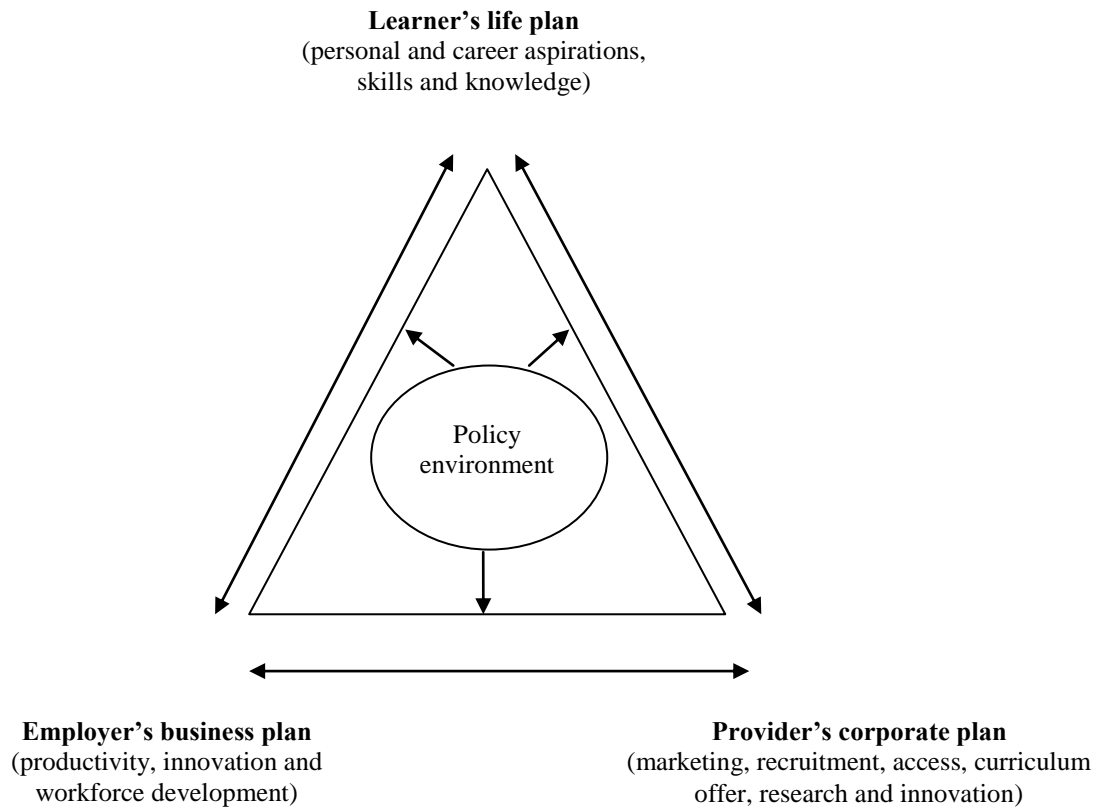 Learner’s life plan
(personal and career aspirations,
skills and knowledge)
Policy
environment
Employer’s business plan
(productivity, innovation and
workforce development)
Provider’s corporate plan
(marketing, recruitment, access, curriculum
offer, research and innovation)